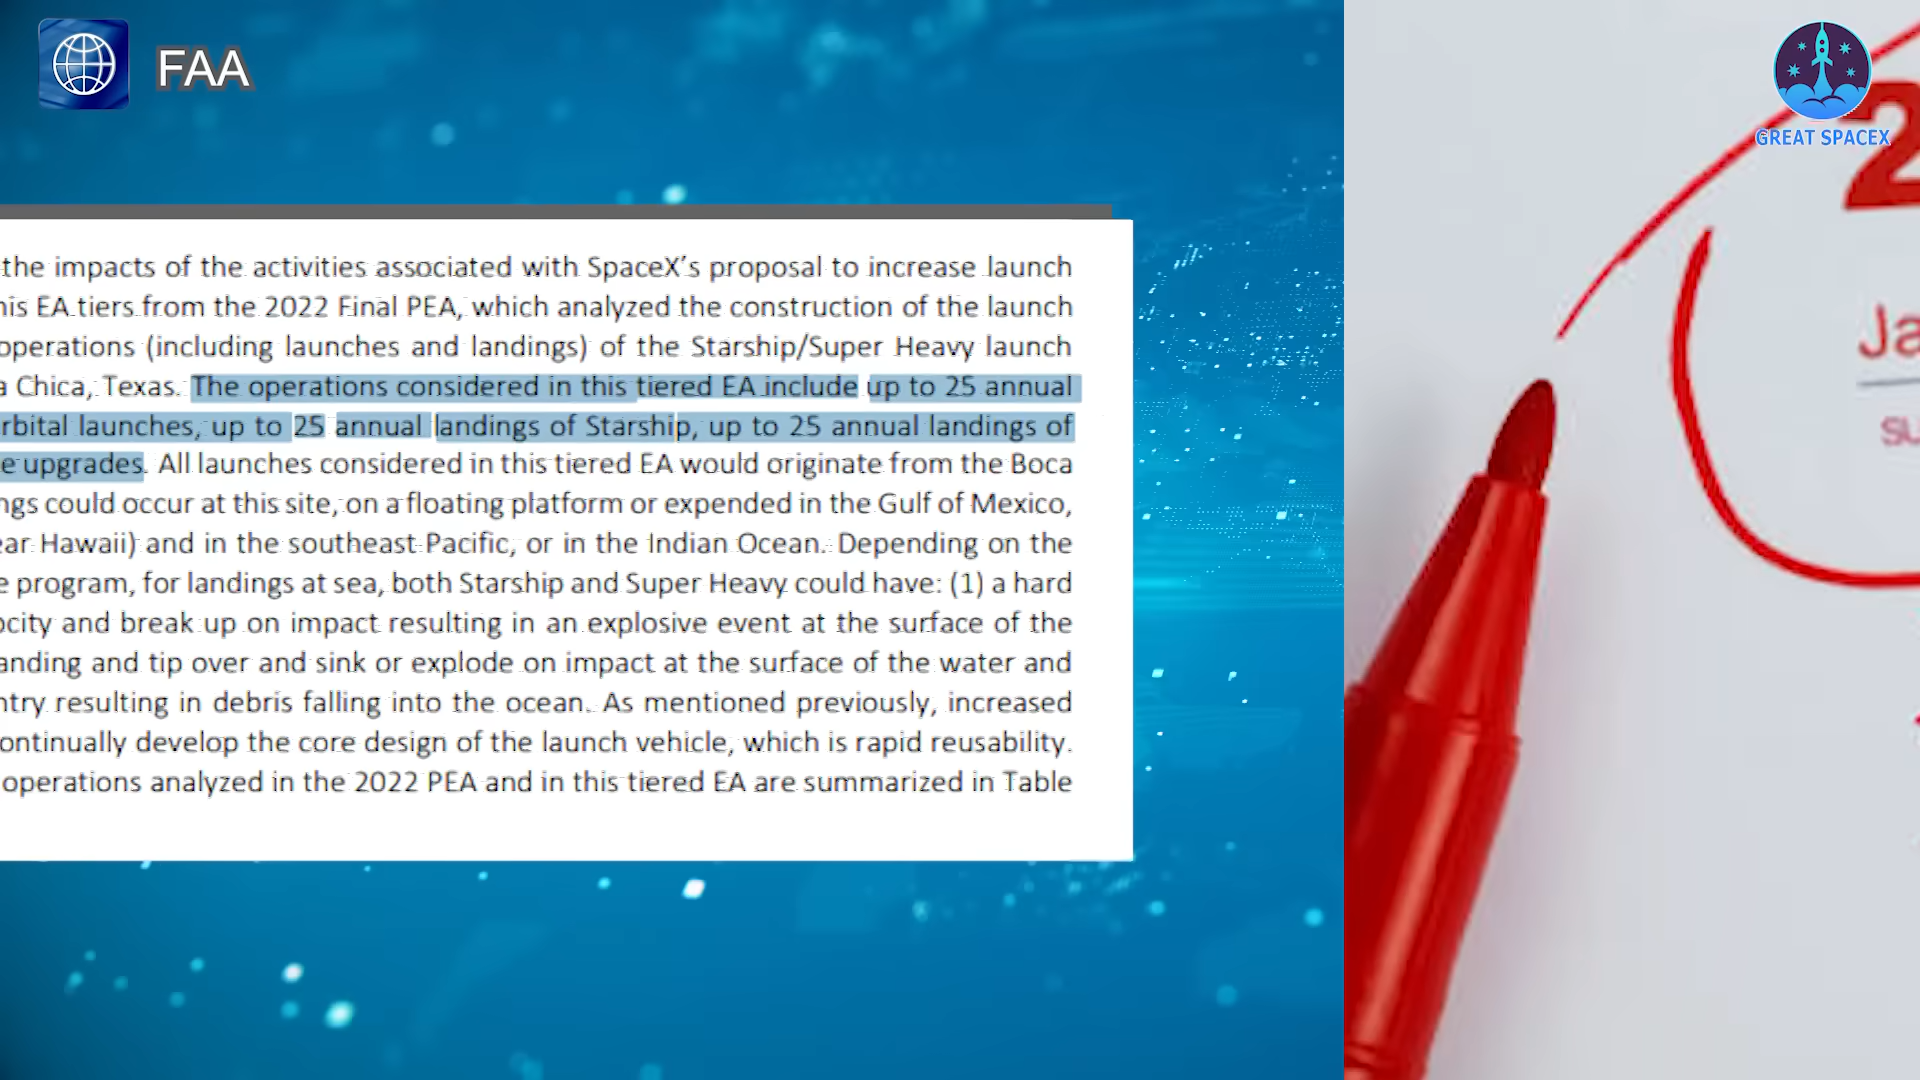 FAA
GREAT SPACEX
the impacts of the activities associated with SpaceX's proposal to increase launch
EA tiers from the 2022 Final PEA, which analyzed the construction of the launch
operations (including launches and landings) of the Starship/Super Heavy launch
Chica, Texas. The operations considered in this tiered EA include up to 25 annual
launches, up to 25 annual landings of Starship, up to 25 annual landings of
upgrades. All launches considered in this tiered EA would originate from the Boca
could occur at this site, on a floating platform or expended in the Gulf of Mexico,
Hawaii) and in the southeast Pacific, or in the Indian Ocean. Depending on the
program, for landings at sea, both Starship and Super Heavy could have: (1) a hard
and break up on impact resulting in an explosive event at the surface of the
and tip over and sink or explode on impact at the surface of the water and
resulting in debris falling into the ocean. As mentioned previously, increased
develop the core design of the launch vehicle, which is rapid reusability.
operations analyzed in the 2022 PEA and in this tiered EA are summarized in Table
2
Ja
su